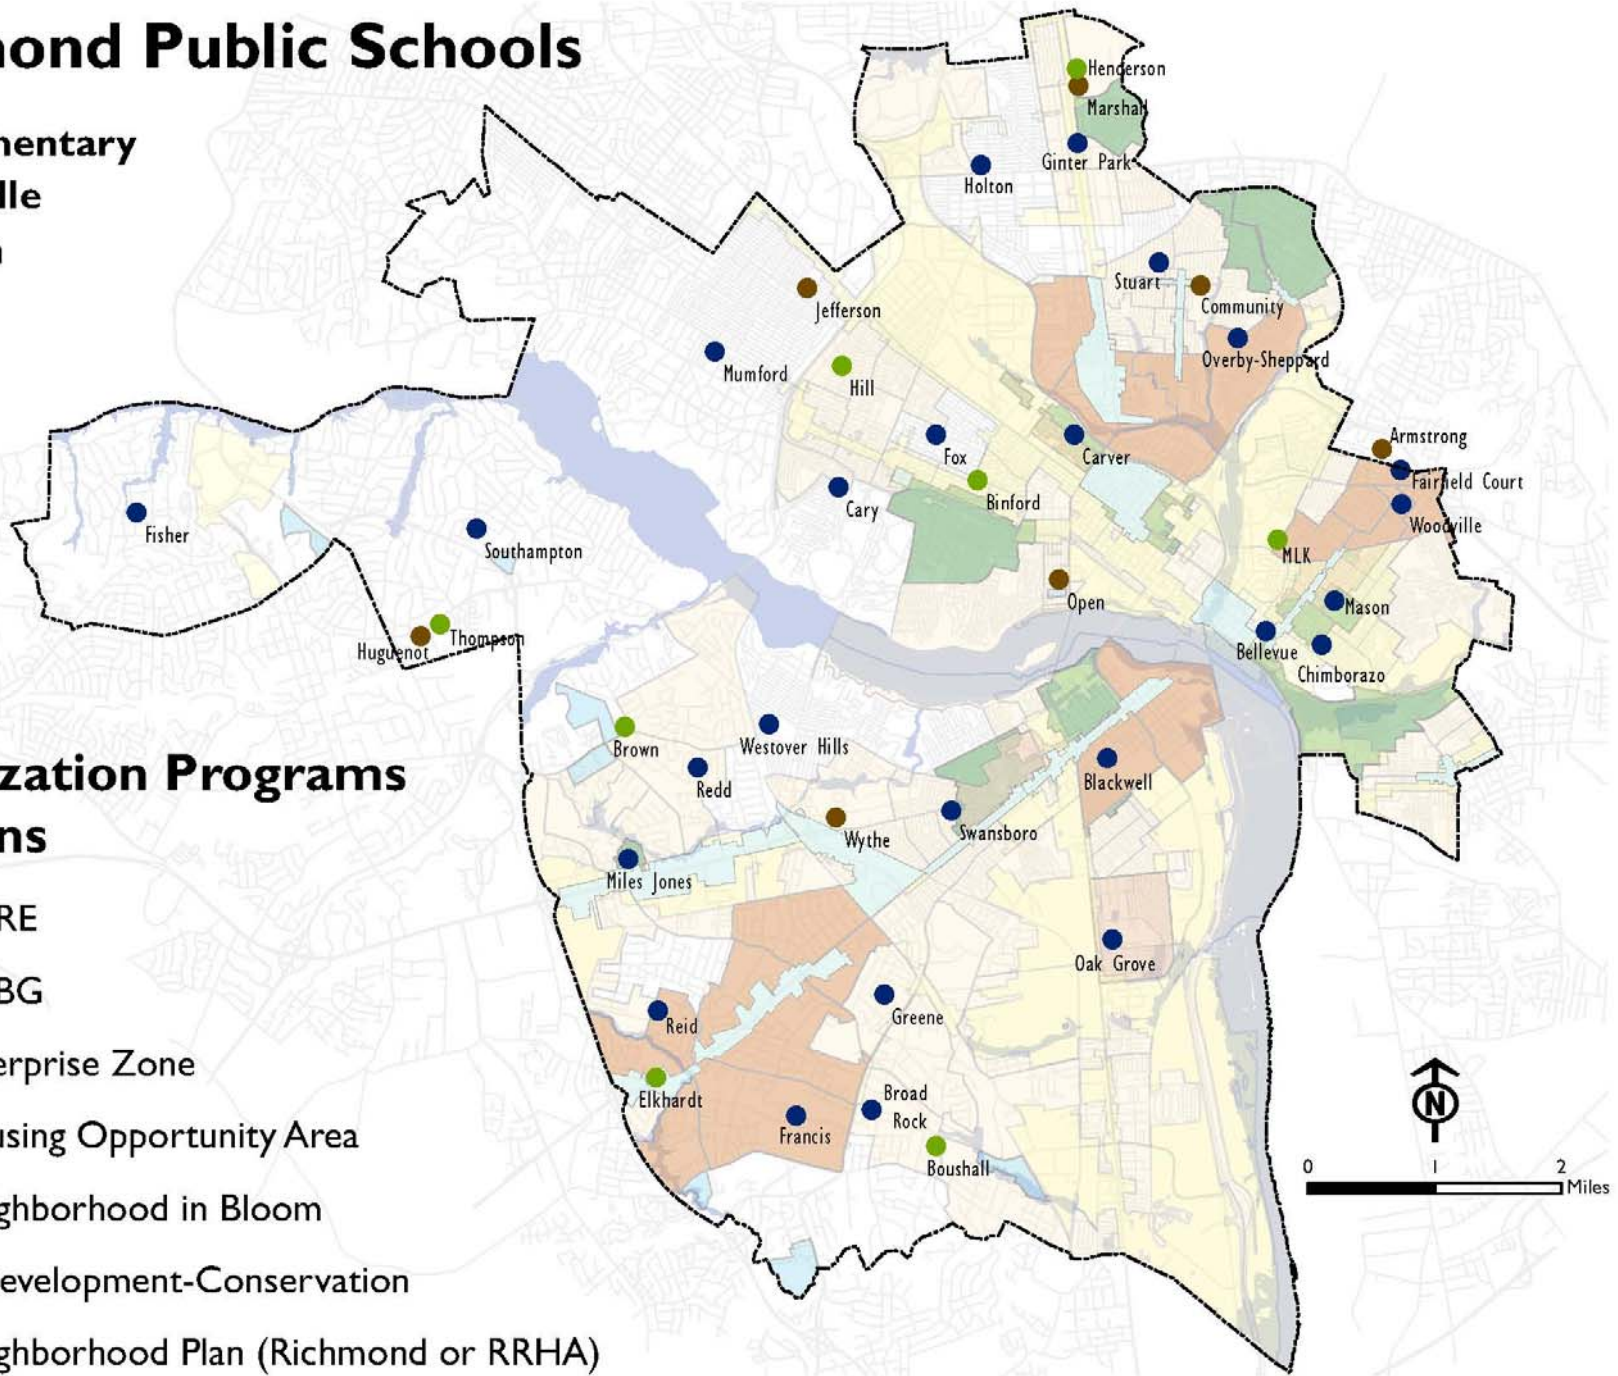 mond Public Schools
mentary
lle
Henderson
Marshall
Ginter Park
Holton
Stuart
Community
Overby-Sheppard
Jefferson
Mumford
Hill
Fox
Carver
Binford
Cary
Armstrong
Fairfield Court
Woodville
MLK
Mason
Bellevue
Chimborazo
Open
Fisher
Southampton
Thompson
Huguenot
Brown
Westover Hills
Redd
Blackwell
Wythe
Swansboro
Miles Jones
Oak Grove
Greene
Reid
Elkhardt
Francis
Broad
Rock
Boushall
zation Programs
ns
RE
BG
erprise Zone
using Opportunity Area
ghborhood in Bloom
evelopment-Conservation
ghborhood Plan (Richmond or RRHA)
N
0 1 2
Miles